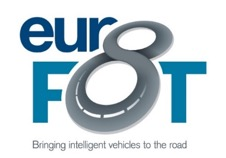 euro
FOT
Bringing intelligent vehicles to the road